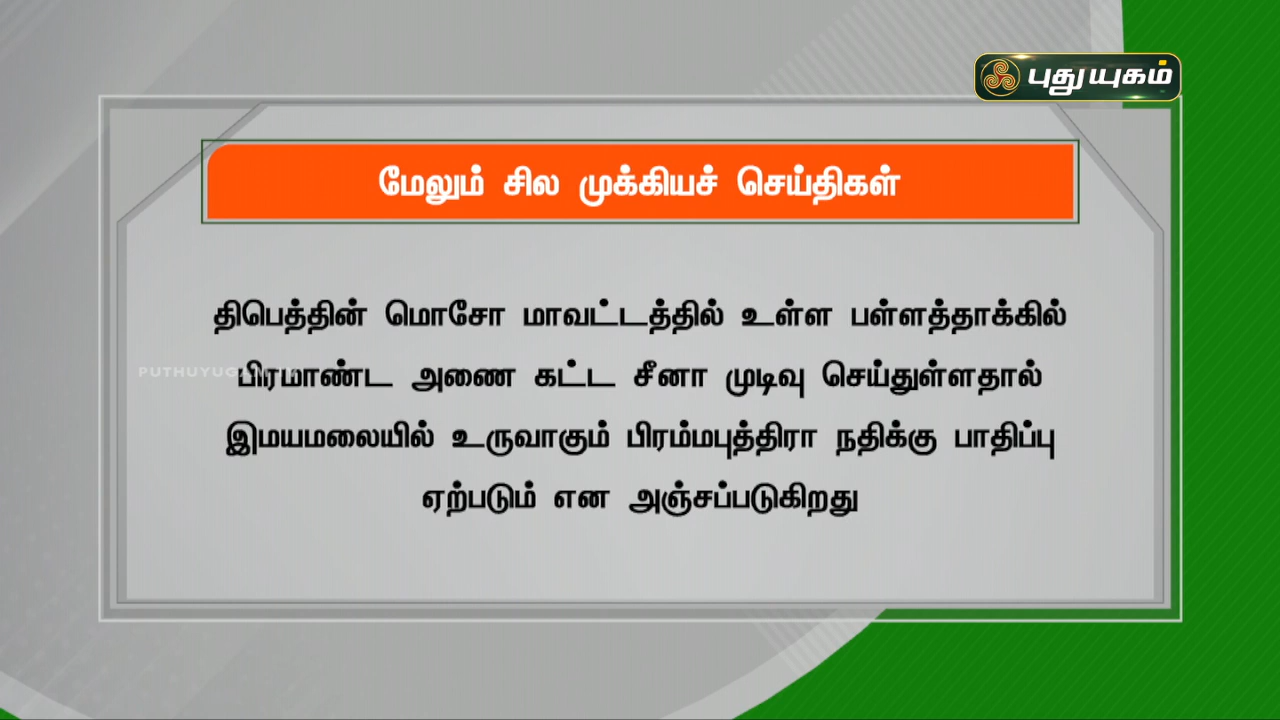 புதுயுகம்
மேலும் சில முக்கியச் செய்திகள்
திபெத்தின் மொசோ மாவட்டத்தில் உள்ள பள்ளத்தாக்கில்
பிரமாண்ட அணை கட்ட சீனா முடிவு செய்துள்ளதால்
இமயமலையில் உருவாகும் பிரம்மபுத்திரா நதிக்கு பாதிப்பு
ஏற்படும் என அஞ்சப்படுகிறது